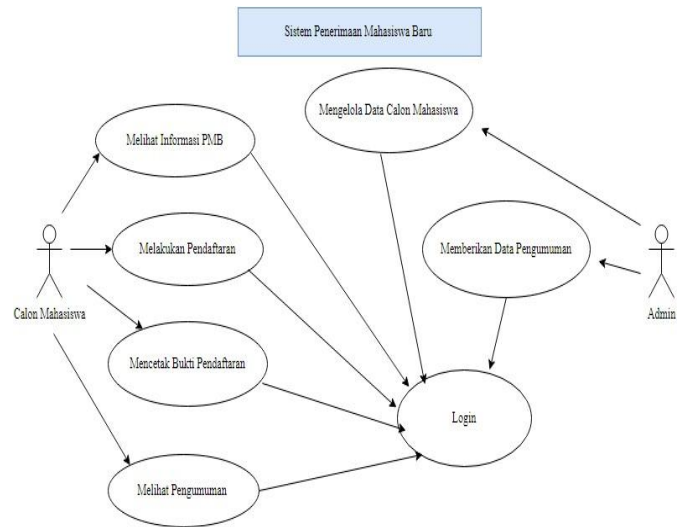 Sistem Penerimaan Mahasiswa Baru
Mengelola Data Calon Mahasiswa
Melihat Informasi PMB
Melakukan Pendaftaran
Memberikan Data Pengumuman
Calon Mahasiswa
Admin
Mencetak Bukti Pendaftaran
Login
Melihat Pengumuman